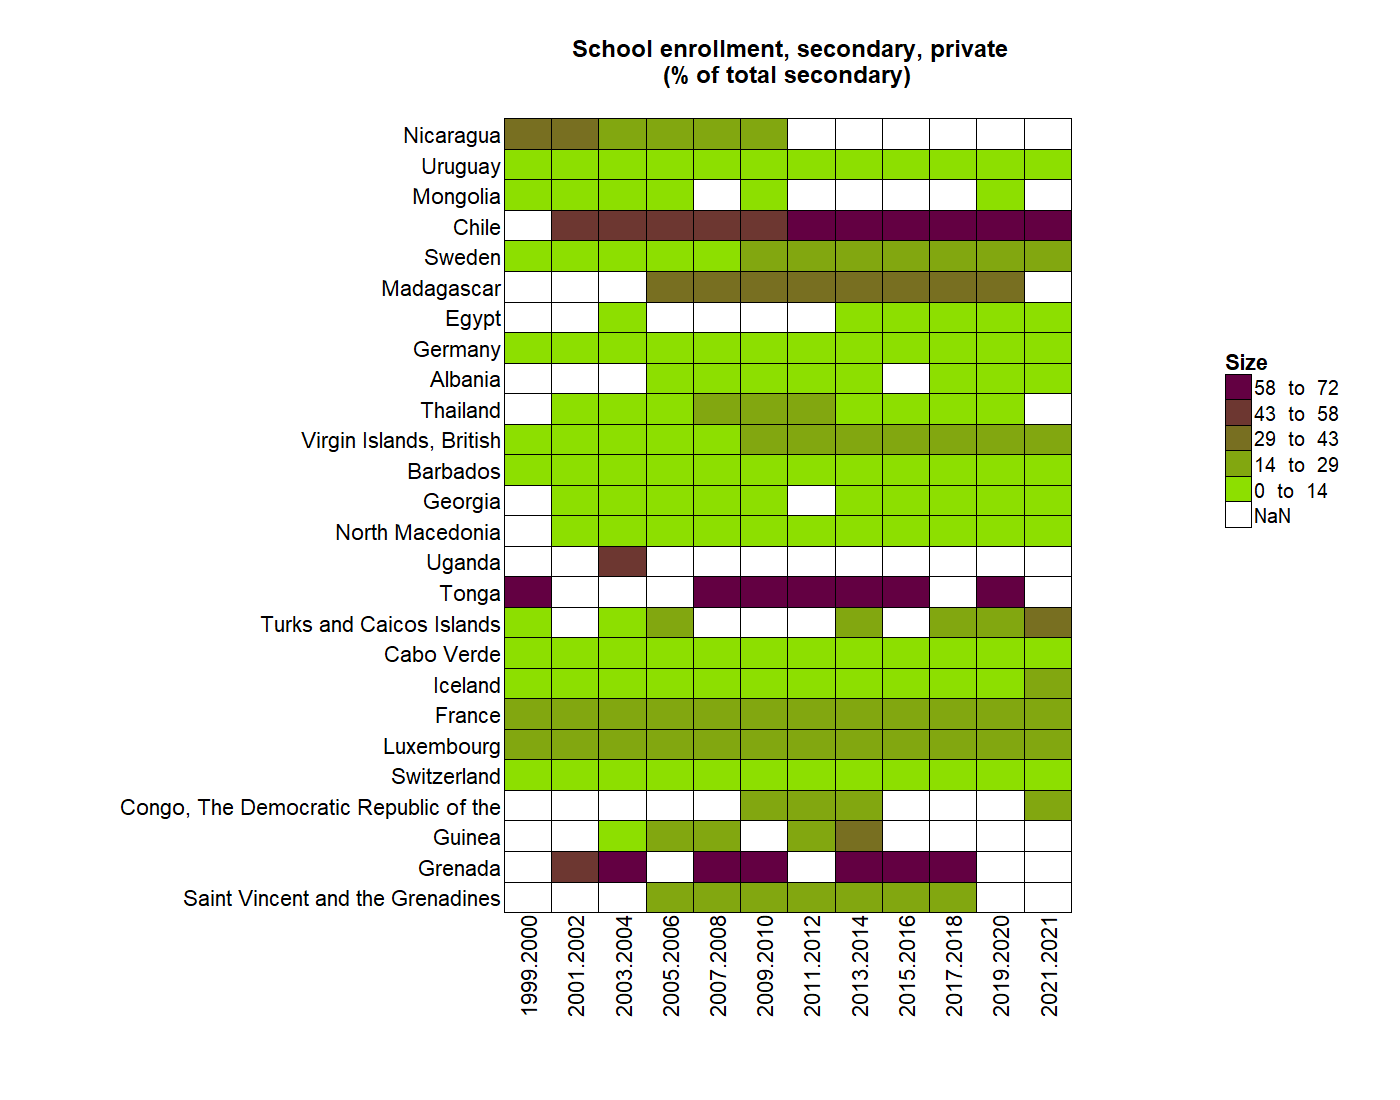 School enrollment, secondary, private
(% of total secondary)
Nicaragua
Uruguay
Mongolia
Chile
Sweden
Madagascar
Egypt
Germany
Albania
Thailand
Virgin Islands, British
Barbados
Georgia
North Macedonia
Uganda
Tonga
Turks and Caicos Islands
Cabo Verde
Iceland
France
Luxembourg
Switzerland
Congo, The Democratic Republic of the
Guinea
Grenada
Saint Vincent and the Grenadines
1999.2000
2001.2002
2003.2004
2005.2006
2007.2008
2009.2010
2011.2012
2013.2014
2015.2016
2017.2018
2019.2020
2021.2021
Size
58 to 72
43 to 58
29 to 43
14 to 29
0 to 14
NaN